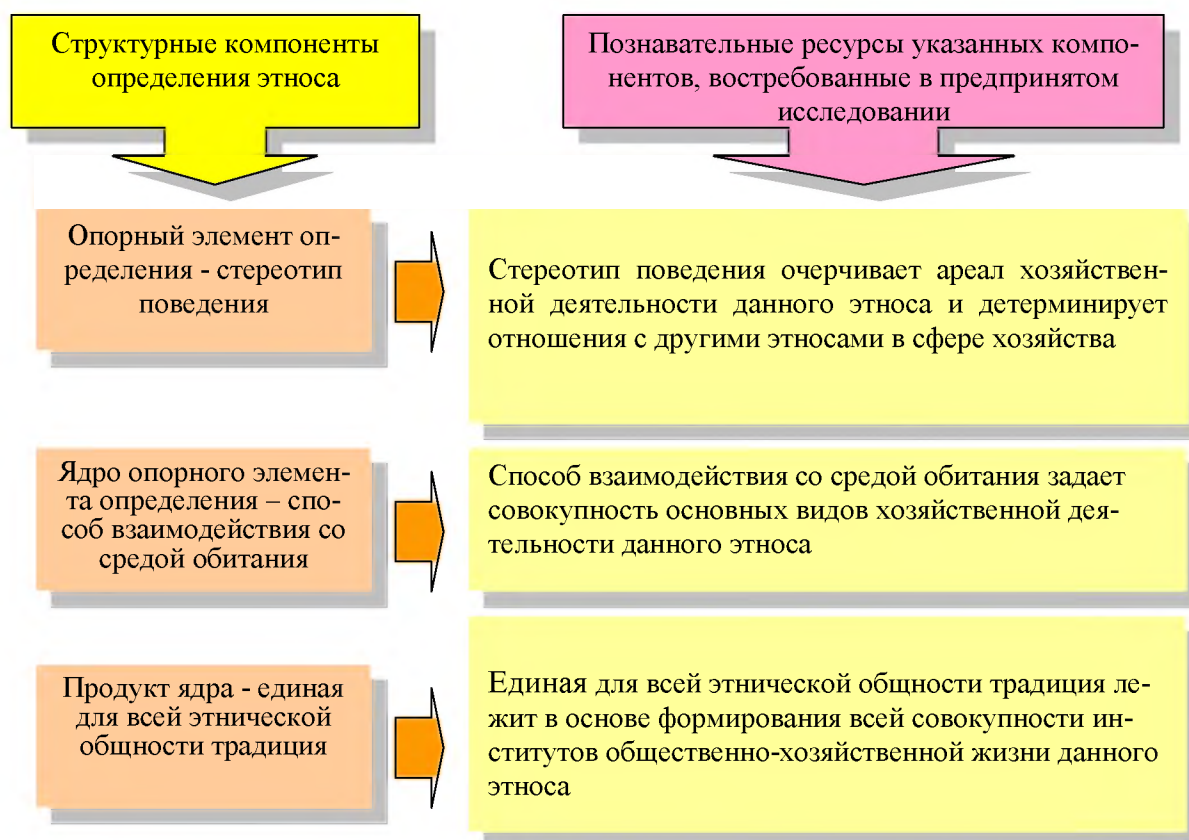 Структурные компоненты
определения этноса
Познавательные ресурсы указанных компо-
нентов, востребованные в предпринятом
исследовании
Опорный элемент оп-
ределения - стереотип
поведения
Стереотип поведения очерчивает ареал хозяйствен-
ной деятельности данного этноса и детерминирует
отношения с другими этносами в сфере хозяйства
Ядро опорного элемен-
та определения – спо-
соб взаимодействия со
средой обитания
Способ взаимодействия со средой обитания задает
совокупность основных видов хозяйственной дея-
тельности данного этноса
Продукт ядра - единая
для всей этнической
общности традиция
Единая для всей этнической общности традиция ле-
жит в основе формирования всей совокупности ин-
ститутов общественно-хозяйственной жизни данного
этноса